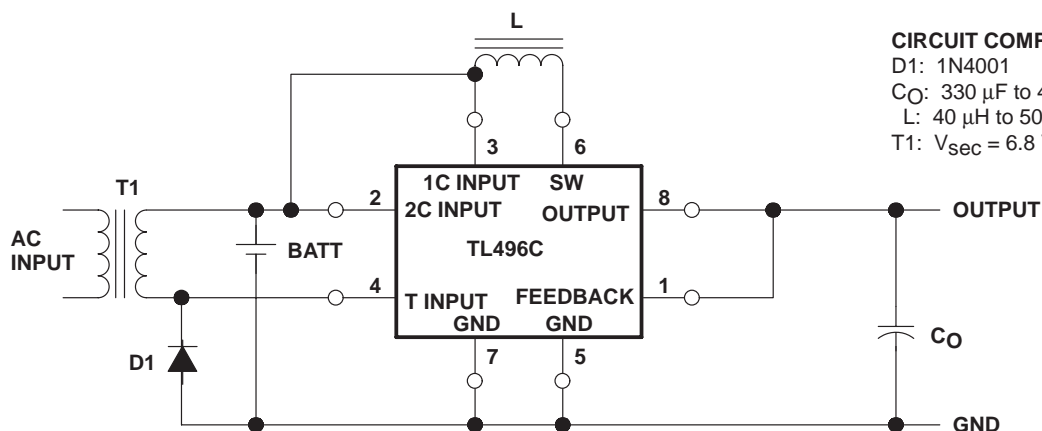 L
CIRCUIT COMP
D1: 1N4001
CO: 330 μF to 4
L: 40 μH to 50
T1: Vsec = 6.8
3
6
T1
2
1C INPUT
SW
8
2C INPUT
OUTPUT
OUTPUT
AC
INPUT
BATT
TL496C
4
1
T INPUT
FEEDBACK
GND
GND
D1
7
5
CO
GND